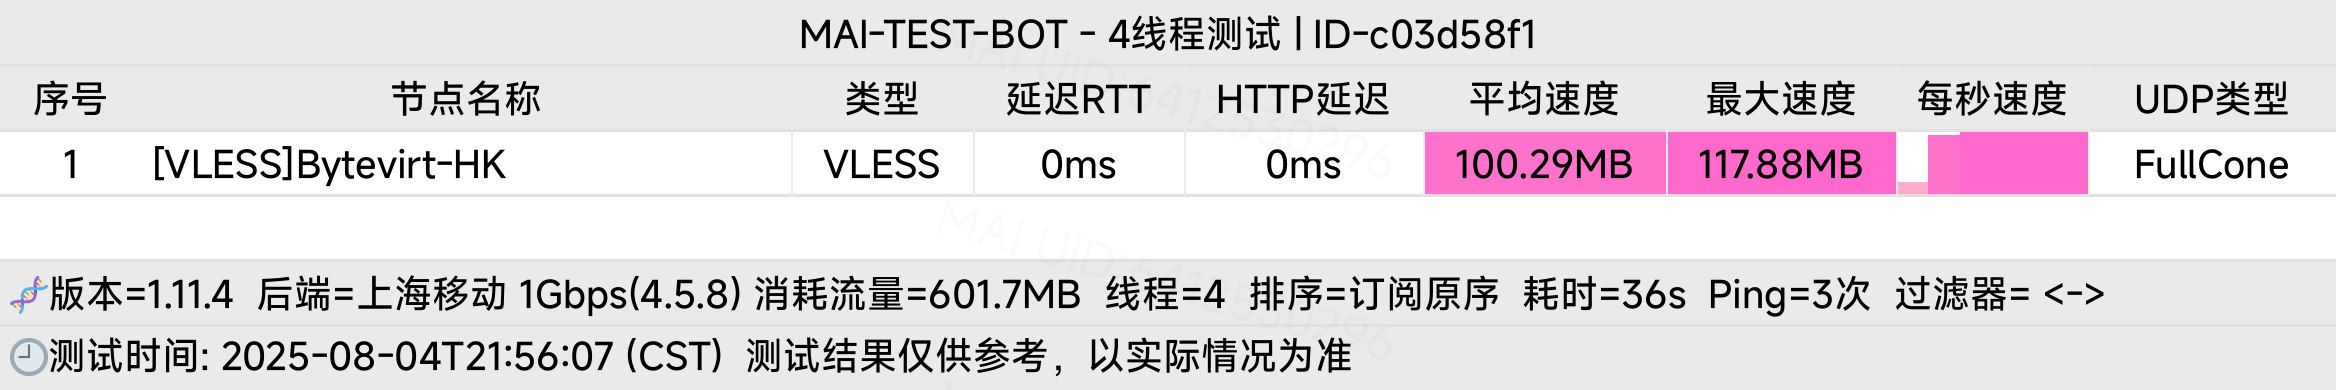 MAI-TEST-BOT - 4线程测试 | ID-c03d58f1
序号 节点名称 类型 延迟RTT HTTP延迟 平均速度 最大速度 每秒速度 UDP类型
1 [VLESS]Bytevirt-HK VLESS 0ms 0ms 100.29MB 117.88MB FullCone
🧬版本=1.11.4 后端=上海移动 1Gbps(4.5.8) 消耗流量=601.7MB 线程=4 排序=订阅原序 耗时=36s Ping=3次 过滤器= <->
🕘测试时间: 2025-08-04T21:56:07 (CST) 测试结果仅供参考，以实际情况为准